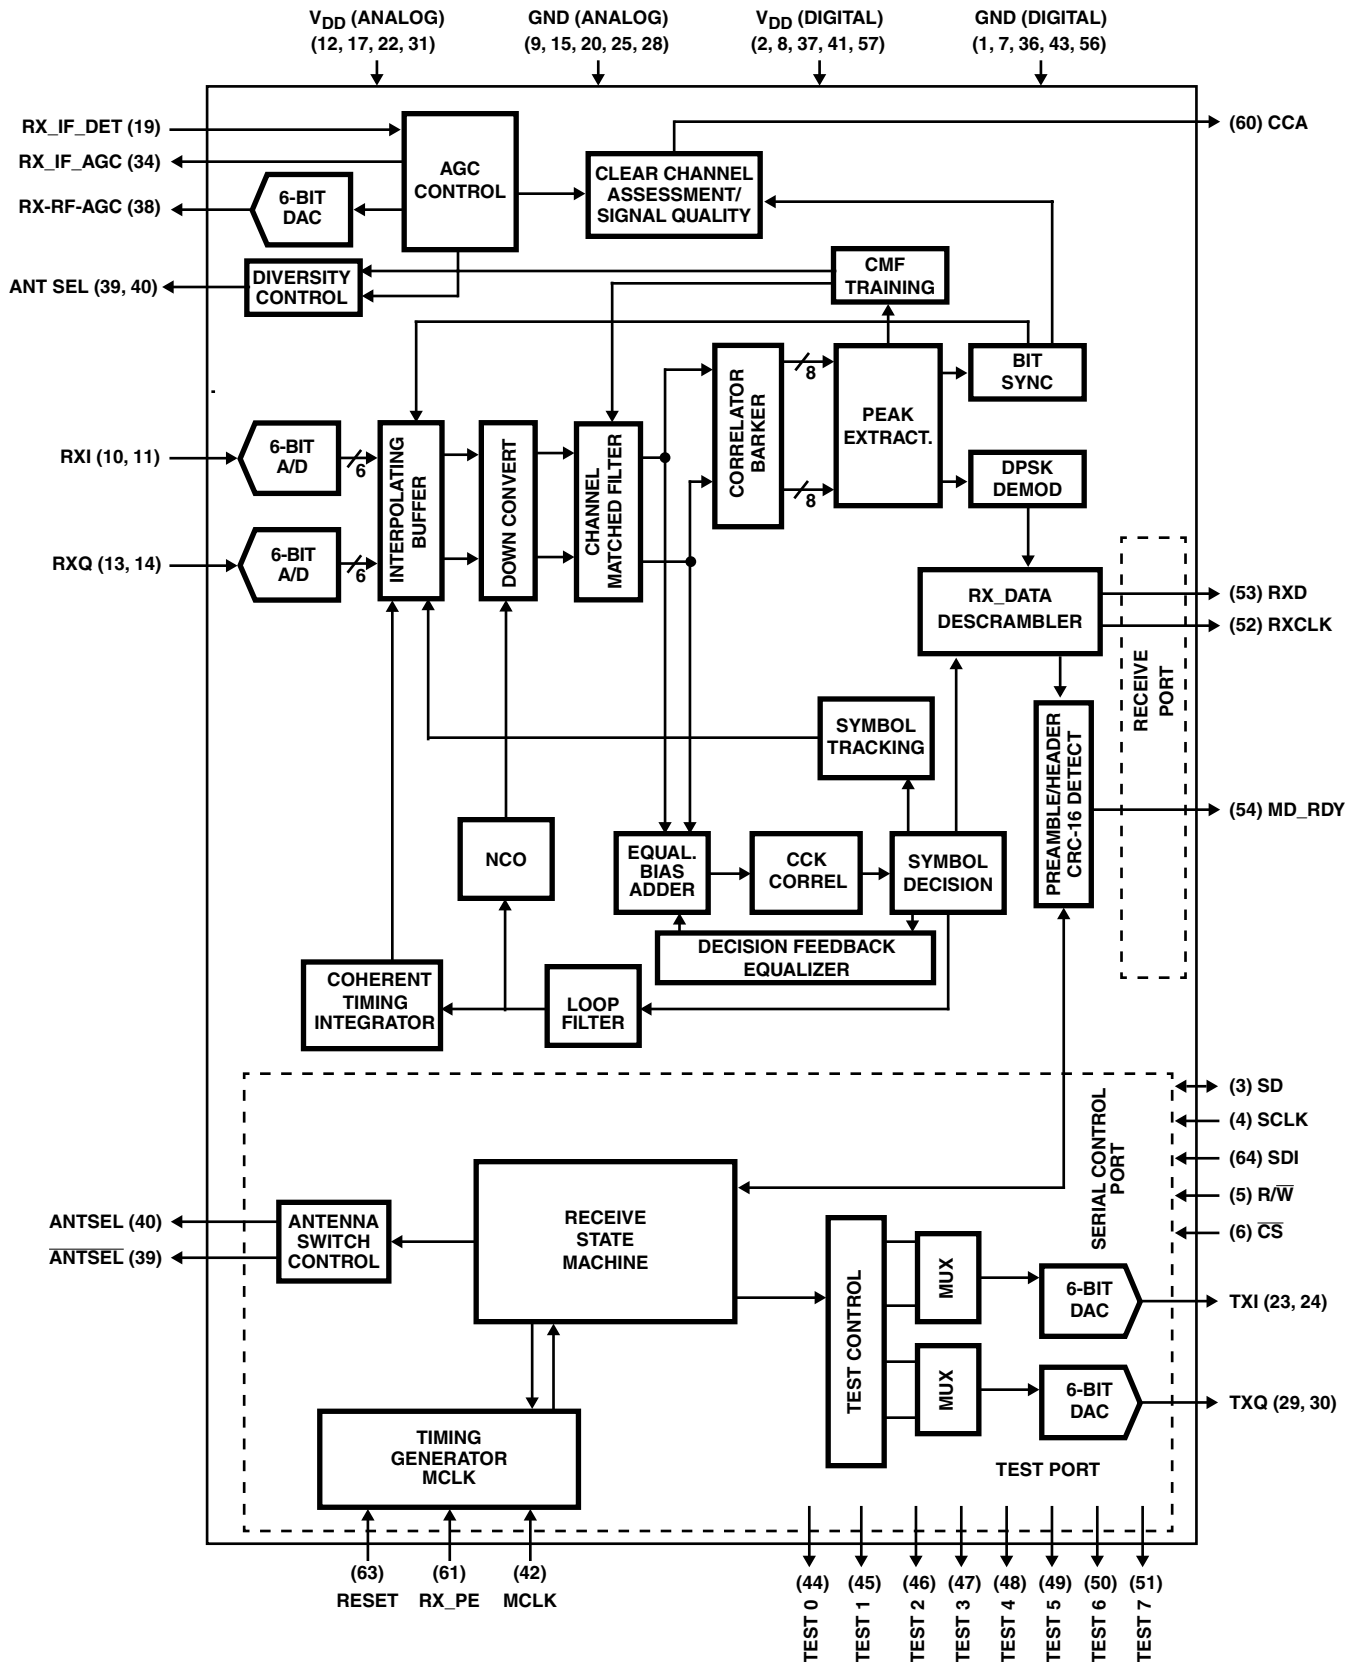 VDD (ANALOG)
(12, 17, 22, 31)
GND (ANALOG)
(9, 15, 20, 25, 28)
VDD (DIGITAL)
(2, 8, 37, 41, 57)
GND (DIGITAL)
(1, 7, 36, 43, 56)
RX_IF_DET (19)
RX_IF_AGC (34)
RX-RF-AGC (38)
6-BIT
DAC
AGC
CONTROL
CLEAR CHANNEL
ASSESSMENT/
SIGNAL QUALITY
(60) CCA
ANT SEL (39, 40)
DIVERSITY
CONTROL
CMF
TRAINING
RXI (10, 11)
6-BIT
A/D
6
RXQ (13, 14)
6-BIT
A/D
6
INTERPOLATING
BUFFER
DOWN CONVERT
CHANNEL
MATCHED FILTER
CORRELATOR
BARKER
8
8
PEAK
EXTRACT.
BIT
SYNC
DPSK
DEMOD
RX_DATA
DESCRAMBLER
(53) RXD
(52) RXCLK
RECEIVE
PORT
SYMBOL
TRACKING
PREAMBLE/HEADER
CRC-16 DETECT
(54) MD_RDY
NCO
EQUAL.
BIAS
ADDER
CCK
CORREL
SYMBOL
DECISION
DECISION FEEDBACK
EQUALIZER
COHERENT
TIMING
INTEGRATOR
LOOP
FILTER
(3) SD
(4) SCLK
(64) SDI
(5) R/W̅
(6) C̅S̅
SERIAL CONTROL
PORT
ANTSEL (40)
A̅N̅T̅S̅E̅L̅ (39)
ANTENNA
SWITCH
CONTROL
RECEIVE
STATE
MACHINE
TEST CONTROL
MUX
6-BIT
DAC
TXI (23, 24)
MUX
6-BIT
DAC
TXQ (29, 30)
TIMING
GENERATOR
MCLK
TEST PORT
(63)
RESET
(61)
RX_PE
(42)
MCLK
(44)
TEST 0
(45)
TEST 1
(46)
TEST 2
(47)
TEST 3
(48)
TEST 4
(49)
TEST 5
(50)
TEST 6
(51)
TEST 7